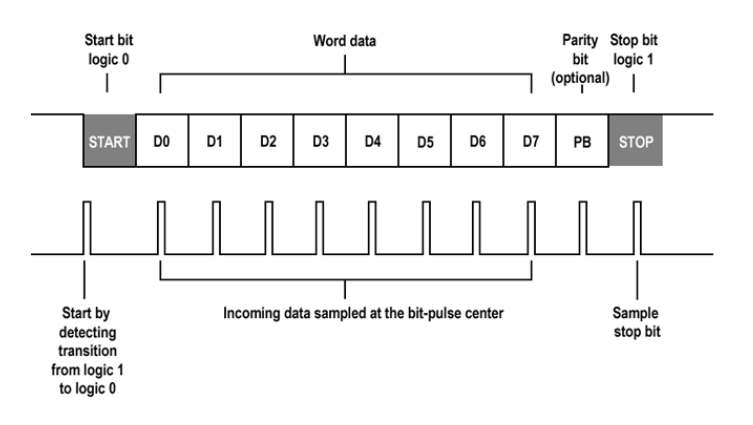 Start bit
logic 0
Word data
Parity
bit
(optional)
Stop bit
logic 1
START D0 D1 D2 D3 D4 D5 D6 D7 PB STOP
Start by
detecting
transition
from logic 1
to logic 0
Incoming data sampled at the bit-pulse center
Sample
stop bit